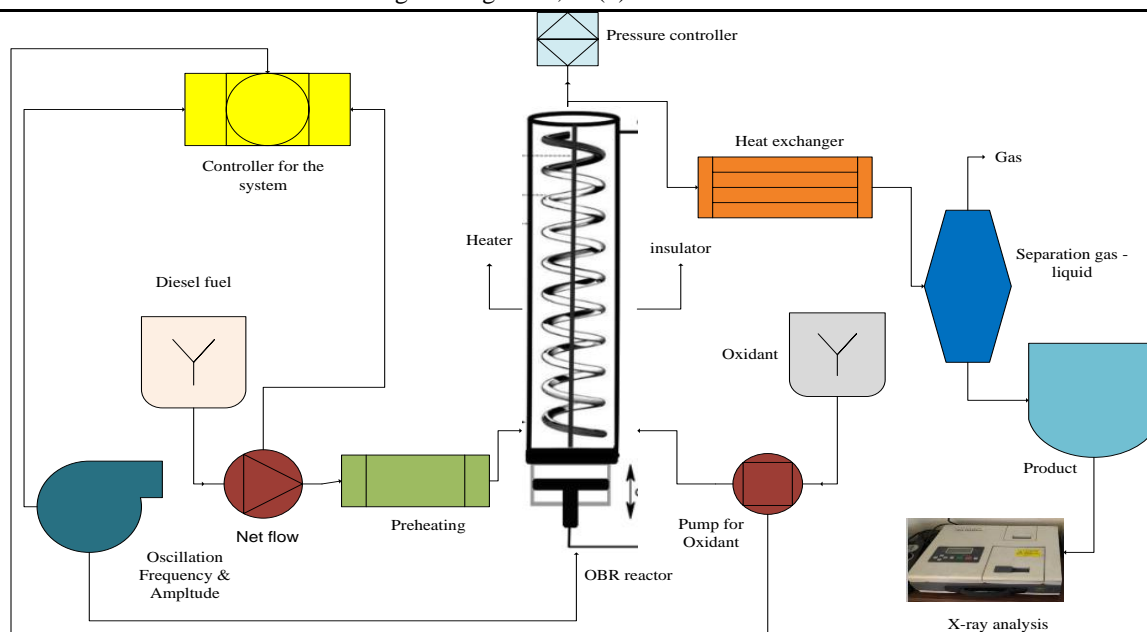 Pressure controller
Heat exchanger
Gas
Controller for the
system
Heater
insulator
Separation gas -
liquid
Diesel fuel
Oxidant
Product
Preheating
Net flow
Pump for
Oxidant
Oscillation
Frequency &
Ampltude
OBR reactor
X-ray analysis